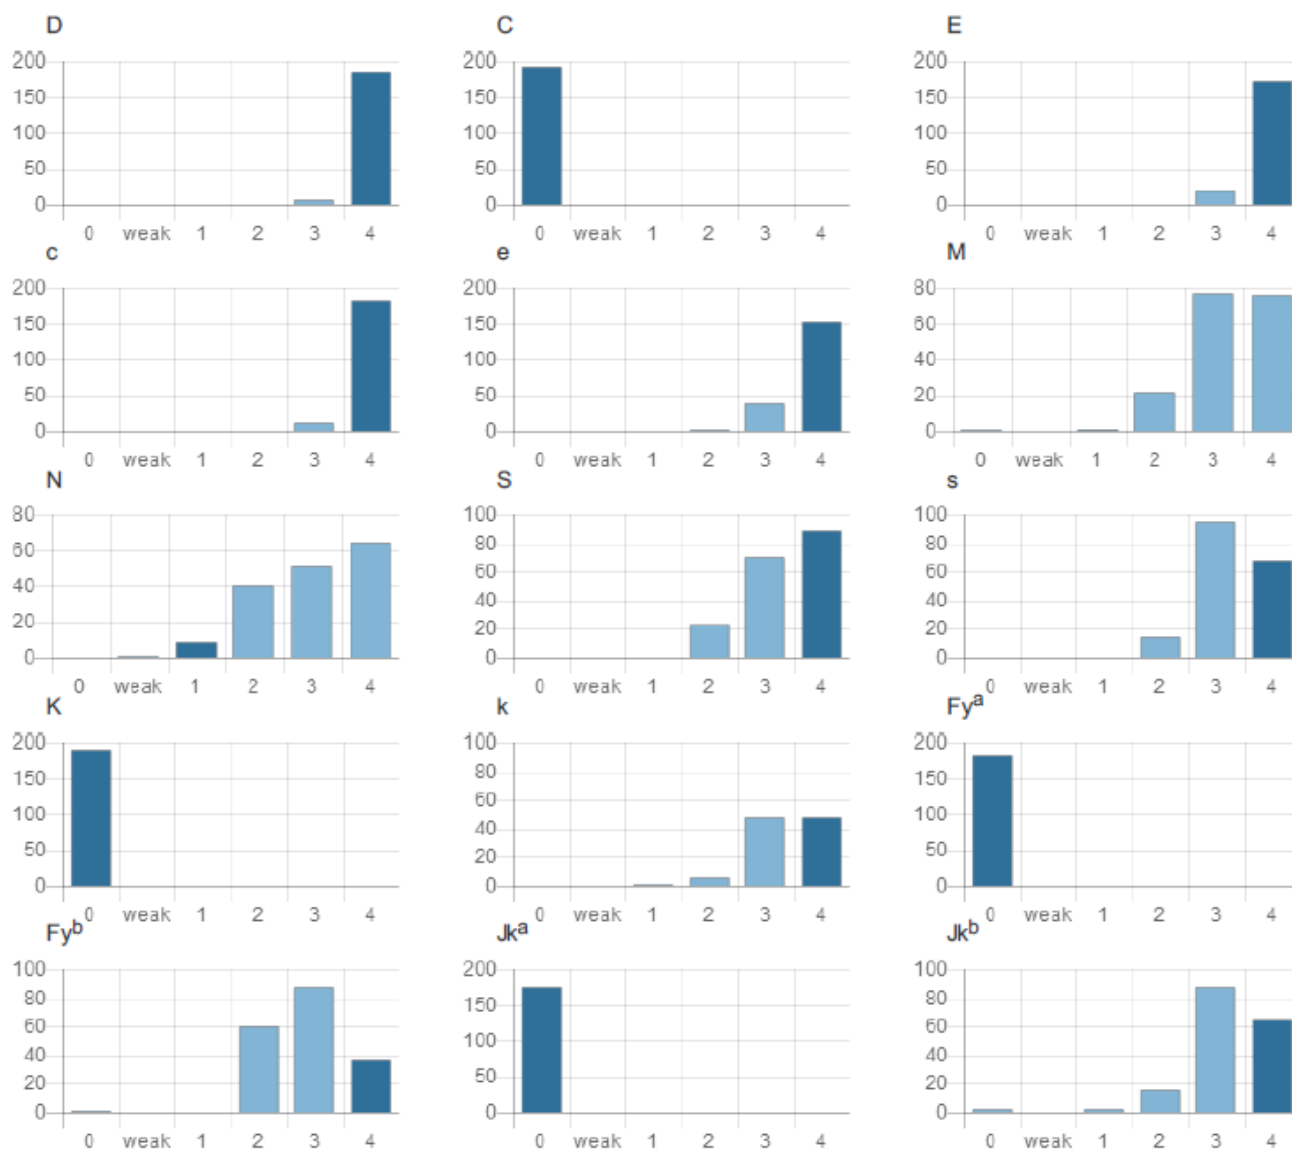 D C E
200 200 200
150 150 150
100 100 100
50 50 50
0 0 0
0 weak 1 2 3 4 0 weak 1 2 3 4 0 weak 1 2 3 4
c e M
200 200 80
150 150 60
100 100 40
50 50 20
0 0 0
0 weak 1 2 3 4 0 weak 1 2 3 4 0 weak 1 2 3 4
N S s
80 100 100
60 80 80
40 60 60
20 40 40
0 20 20
0 0
0 weak 1 2 3 4 0 weak 1 2 3 4 0 weak 1 2 3 4
K k Fyᵃ
200 100 200
150 80 150
100 60 100
50 40 50
0 20 0
0
0 weak 1 2 3 4 0 weak 1 2 3 4 0 weak 1 2 3 4
Fyᵇ Jkᵃ Jkᵇ
100 200 100
80 150 80
60 100 60
40 50 40
20 0 20
0 0
0 weak 1 2 3 4 0 weak 1 2 3 4 0 weak 1 2 3 4